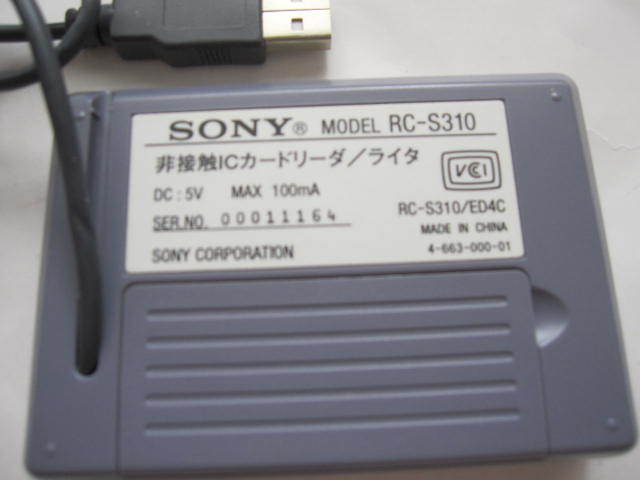 SONY® MODEL RC-S310
非接触ICカードリーダ/ライタ
DC : 5V MAX 100mA
VCI
SER.NO. 00011164
RC-S310/ED4C
MADE IN CHINA
SONY CORPORATION
4-663-000-01